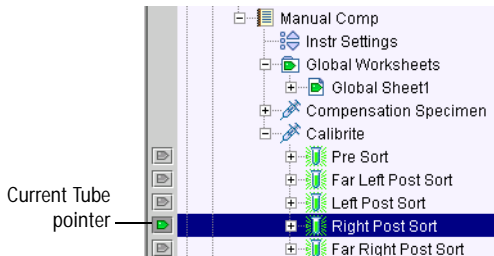 Manual Comp
Instr Settings
Global Worksheets
Global Sheet1
Compensation Specimen
Calibrite
Pre Sort
Far Left Post Sort
Left Post Sort
Current Tube
pointer
Right Post Sort
Far Right Post Sort